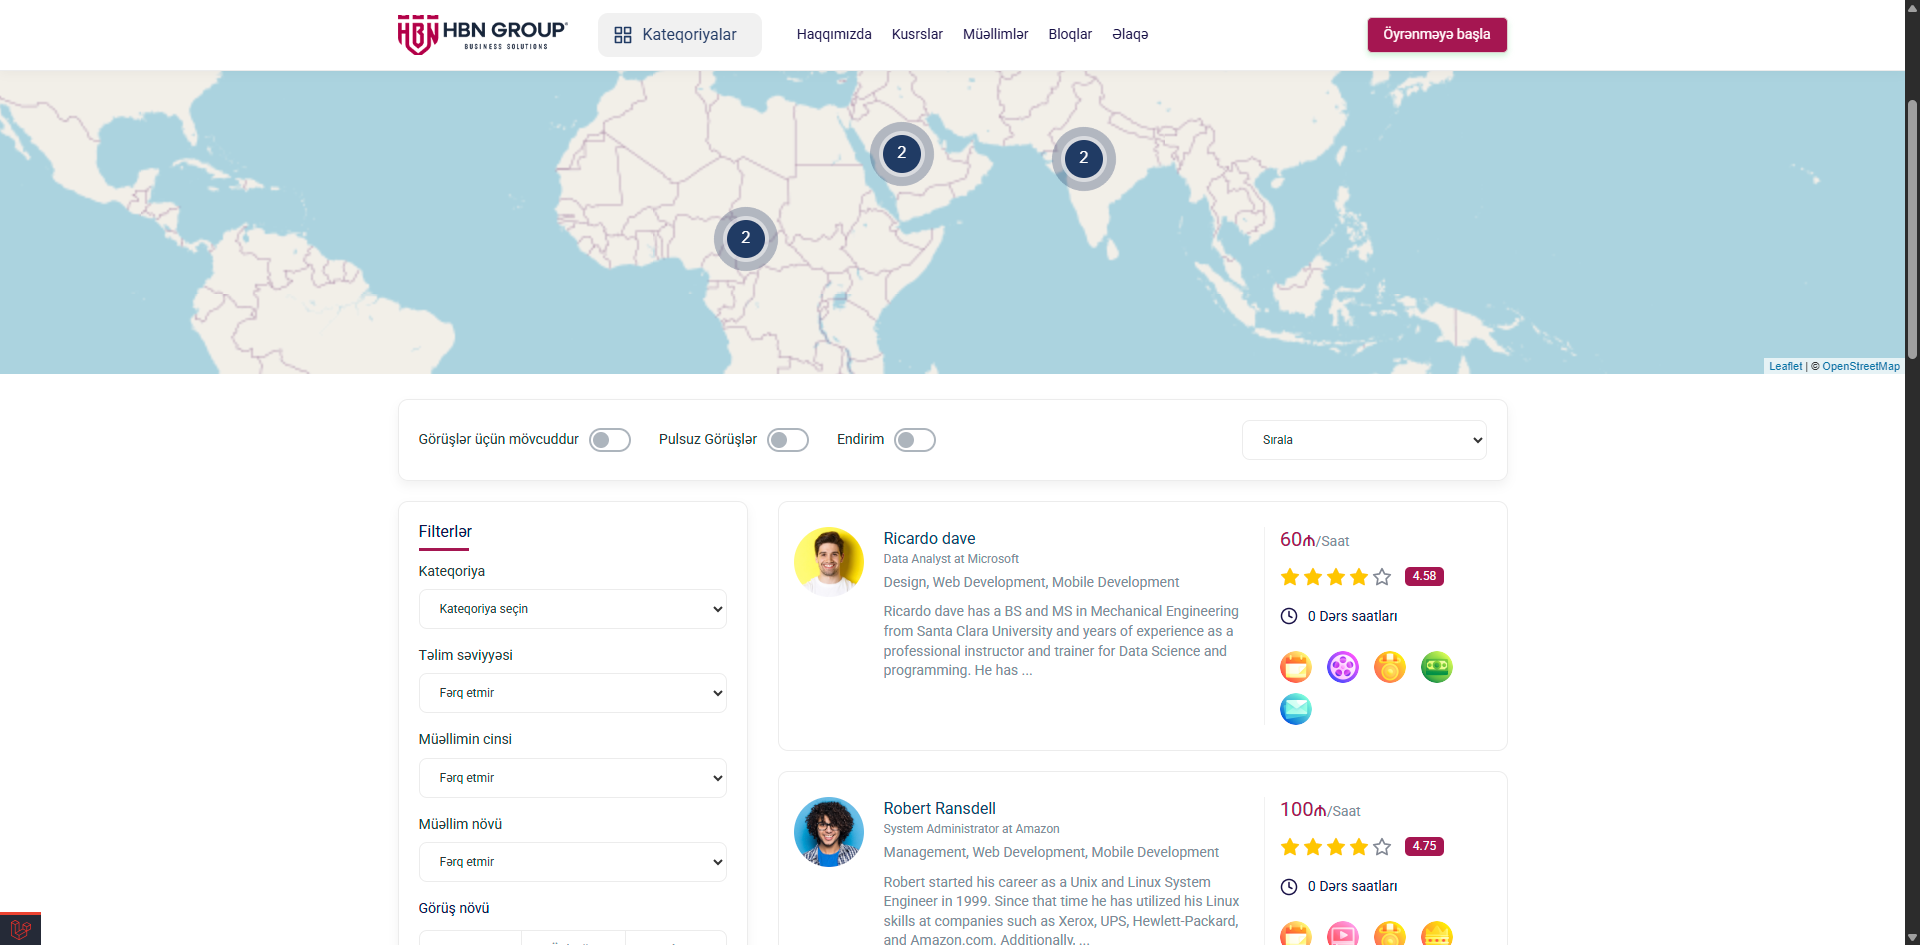 HBN GROUP
BUSINESS SOLUTIONS
Kateqoriyalar
Haqqımızda
Kusrslar
Müəllimlər
Bloqlar
Əlaqə
Öyrənməyə başla
2
2
2
Leaflet | © OpenStreetMap
Görüşlər üçün mövcuddur
Pulsuz Görüşlər
Endirim
Sırala
Filterlər
Kateqoriya
Kateqoriya seçin
Təlim səviyyəsi
Fərq etmir
Müəllimin cinsi
Fərq etmir
Müəllim növü
Fərq etmir
Görüş növü
Ricardo dave
Data Analyst at Microsoft
Design, Web Development, Mobile Development
Ricardo dave has a BS and MS in Mechanical Engineering
from Santa Clara University and years of experience as a
professional instructor and trainer for Data Science and
programming. He has ...
60₼/Saat
4.58
0 Dərs saatları
Robert Ransdell
System Administrator at Amazon
Management, Web Development, Mobile Development
Robert started his career as a Unix and Linux System
Engineer in 1999. Since that time he has utilized his Linux
skills at companies such as Xerox, UPS, Hewlett-Packard,
and Amazon.com. Additionally, ...
100₼/Saat
4.75
0 Dərs saatları